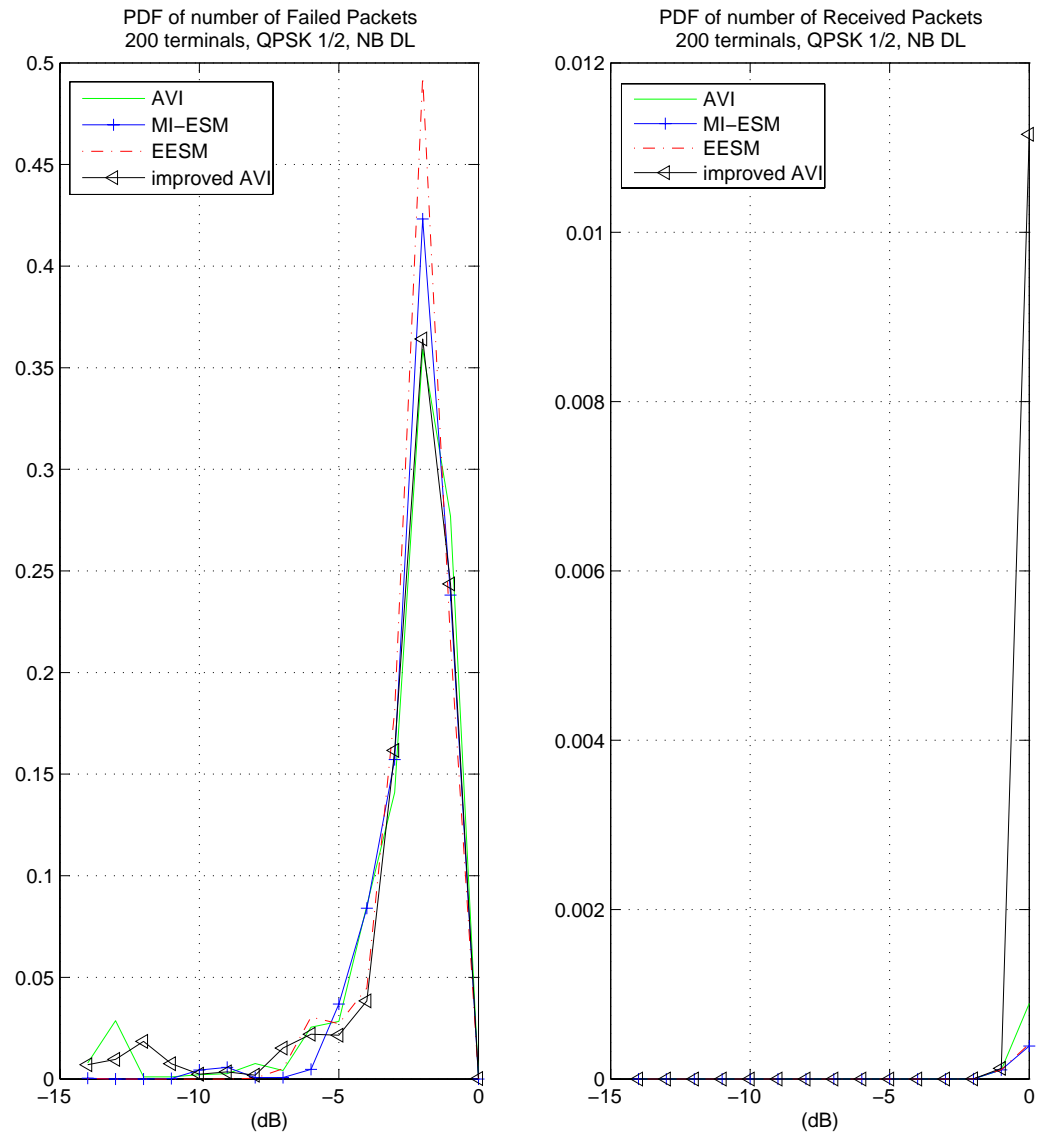 PDF of number of Failed Packets
200 terminals, QPSK 1/2, NB DL
0.5
0.45
0.4
0.35
0.3
0.25
0.2
0.15
0.1
0.05
0
−15
−10
−5
0
(dB)
AVI
MI−ESM
EESM
improved AVI
PDF of number of Received Packets
200 terminals, QPSK 1/2, NB DL
0.012
0.01
0.008
0.006
0.004
0.002
0
−15
−10
−5
0
(dB)
AVI
MI−ESM
EESM
improved AVI